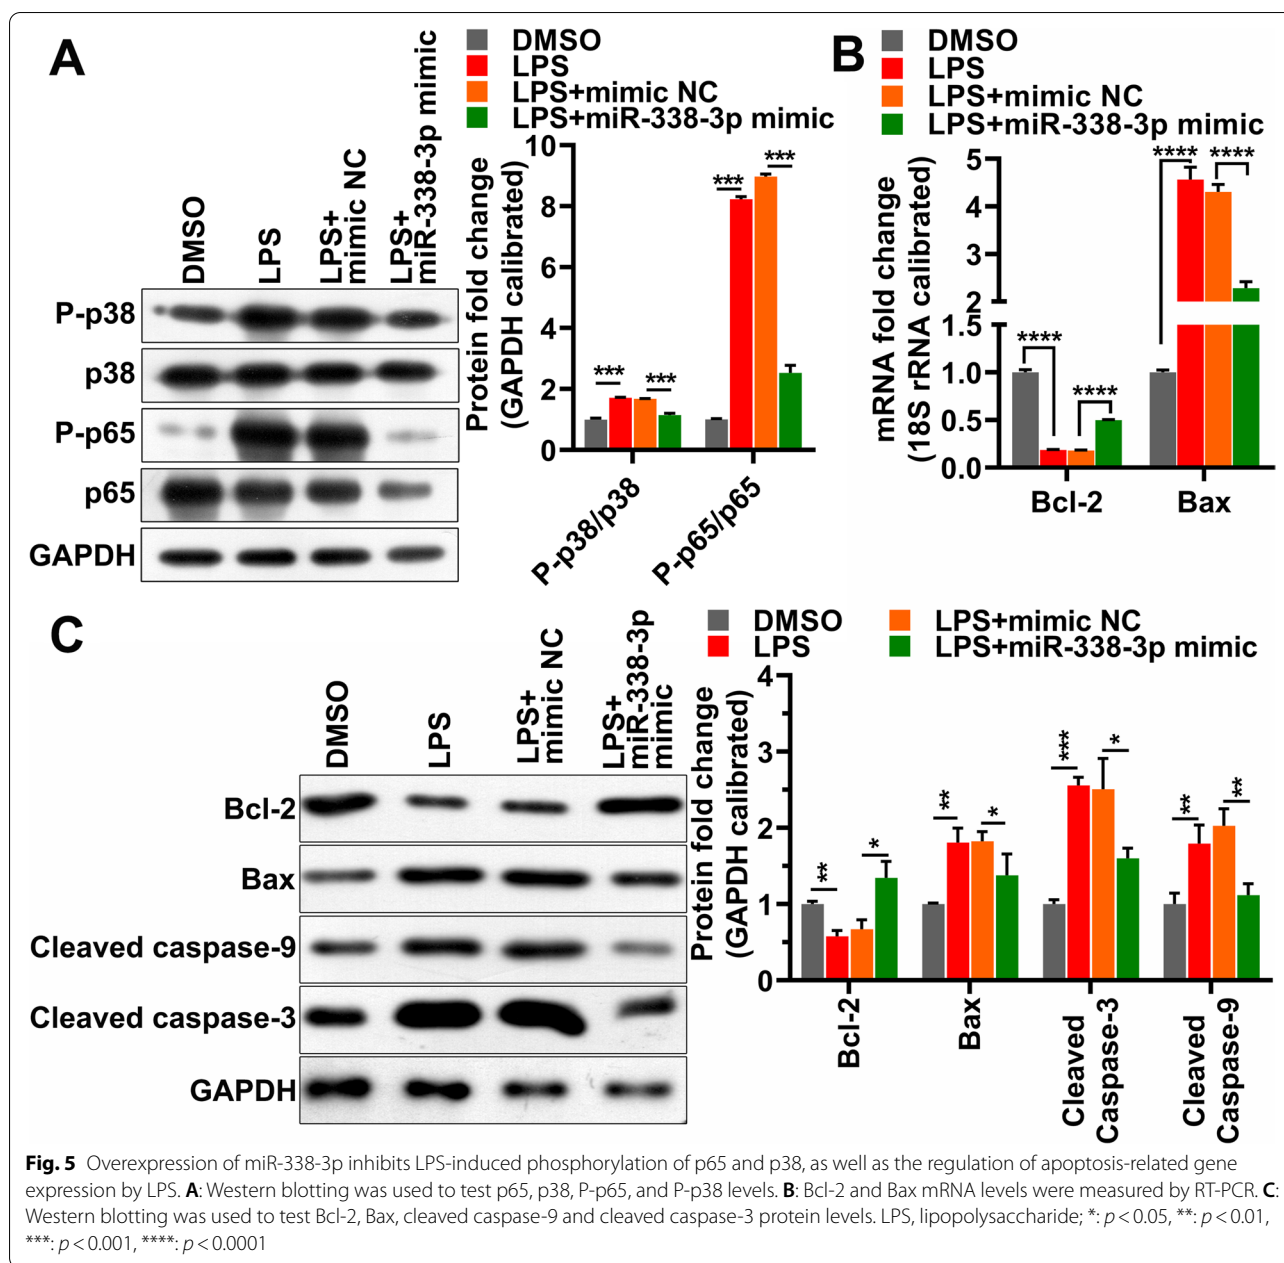 A
DMSO
LPS
LPS+
mimic NC
LPS+
miR-338-3p mimic
P-p38
p38
P-p65
p65
GAPDH
DMSO
LPS
LPS+mimic NC
LPS+miR-338-3p mimic
Protein fold change
(GAPDH calibrated)
10
8
6
4
2
0
***
***
***
***
P-p38/p38
P-p65/p65
B
DMSO
LPS
LPS+mimic NC
LPS+miR-338-3p mimic
mRNA fold change
(18S rRNA calibrated)
5
4
3
2
1.5
1.0
0.5
0.0
****
****
****
****
Bcl-2
Bax
C
DMSO
LPS
LPS+
mimic NC
LPS+
miR-338-3p
mimic
Bcl-2
Bax
Cleaved caspase-9
Cleaved caspase-3
GAPDH
DMSO
LPS
LPS+mimic NC
LPS+miR-338-3p mimic
Protein fold change
(GAPDH calibrated)
4
3
2
1
0
**
*
**
*
***
*
**
**
Bcl-2
Bax
Cleaved
Caspase-3
Cleaved
Caspase-9
Fig. 5 Overexpression of miR-338-3p inhibits LPS-induced phosphorylation of p65 and p38, as well as the regulation of apoptosis-related gene
expression by LPS. A: Western blotting was used to test p65, p38, P-p65, and P-p38 levels. B: Bcl-2 and Bax mRNA levels were measured by RT-PCR. C:
Western blotting was used to test Bcl-2, Bax, cleaved caspase-9 and cleaved caspase-3 protein levels. LPS, lipopolysaccharide; *: p < 0.05, **: p < 0.01,
***: p < 0.001, ****: p < 0.0001